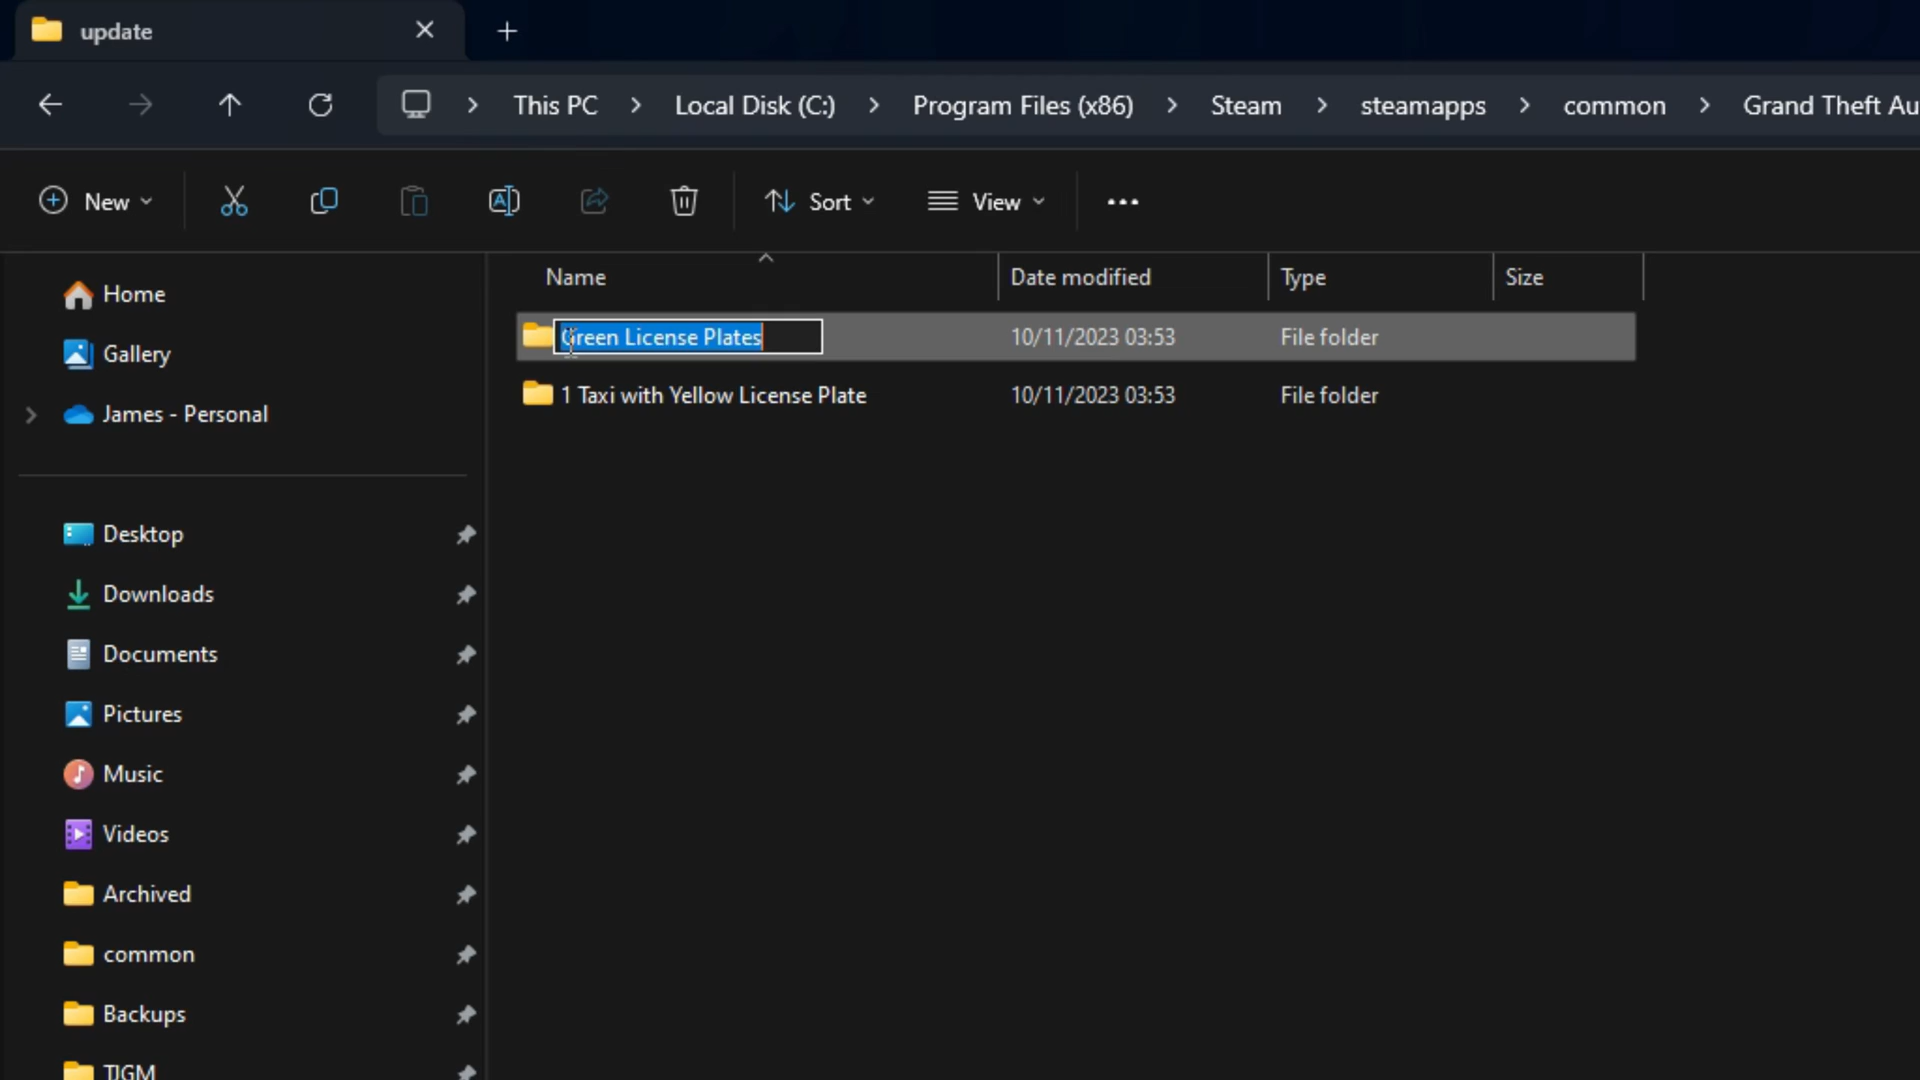 update
This PC > Local Disk (C:) > Program Files (x86) > Steam > steamapps > common > Grand Theft Au
New Sort View
Name Date modified Type Size
Green License Plates 10/11/2023 03:53 File folder
1 Taxi with Yellow License Plate 10/11/2023 03:53 File folder
Home
Gallery
James - Personal
Desktop
Downloads
Documents
Pictures
Music
Videos
Archived
common
Backups
TJGM